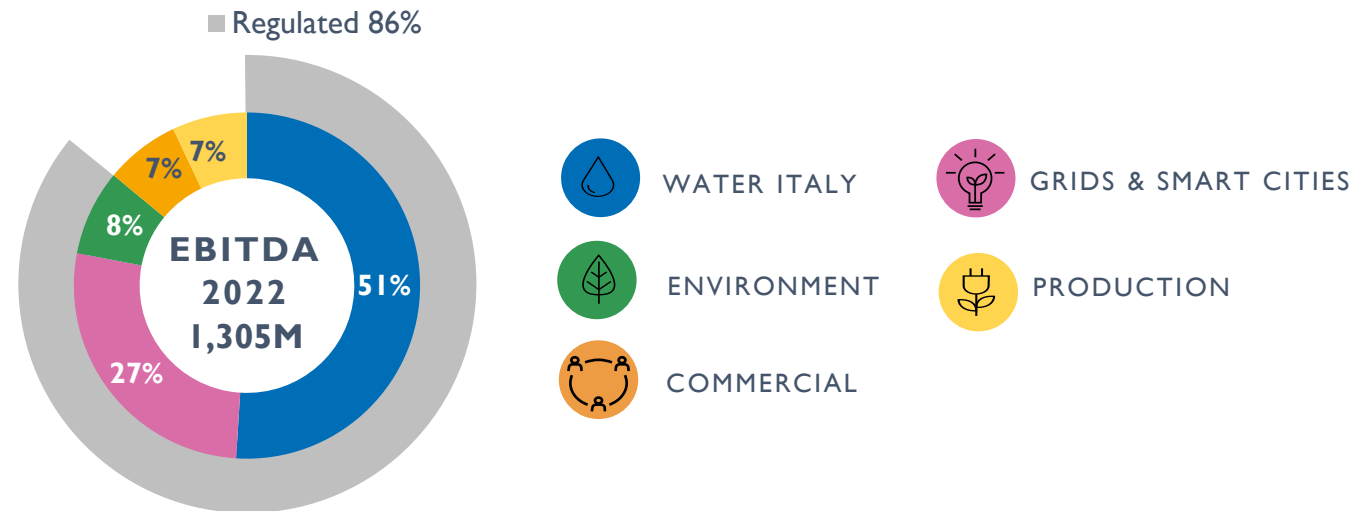 Regulated 86%
7%
7%
8%
51%
27%
EBITDA
2022
1,305M
WATER ITALY
ENVIRONMENT
COMMERCIAL
GRIDS & SMART CITIES
PRODUCTION